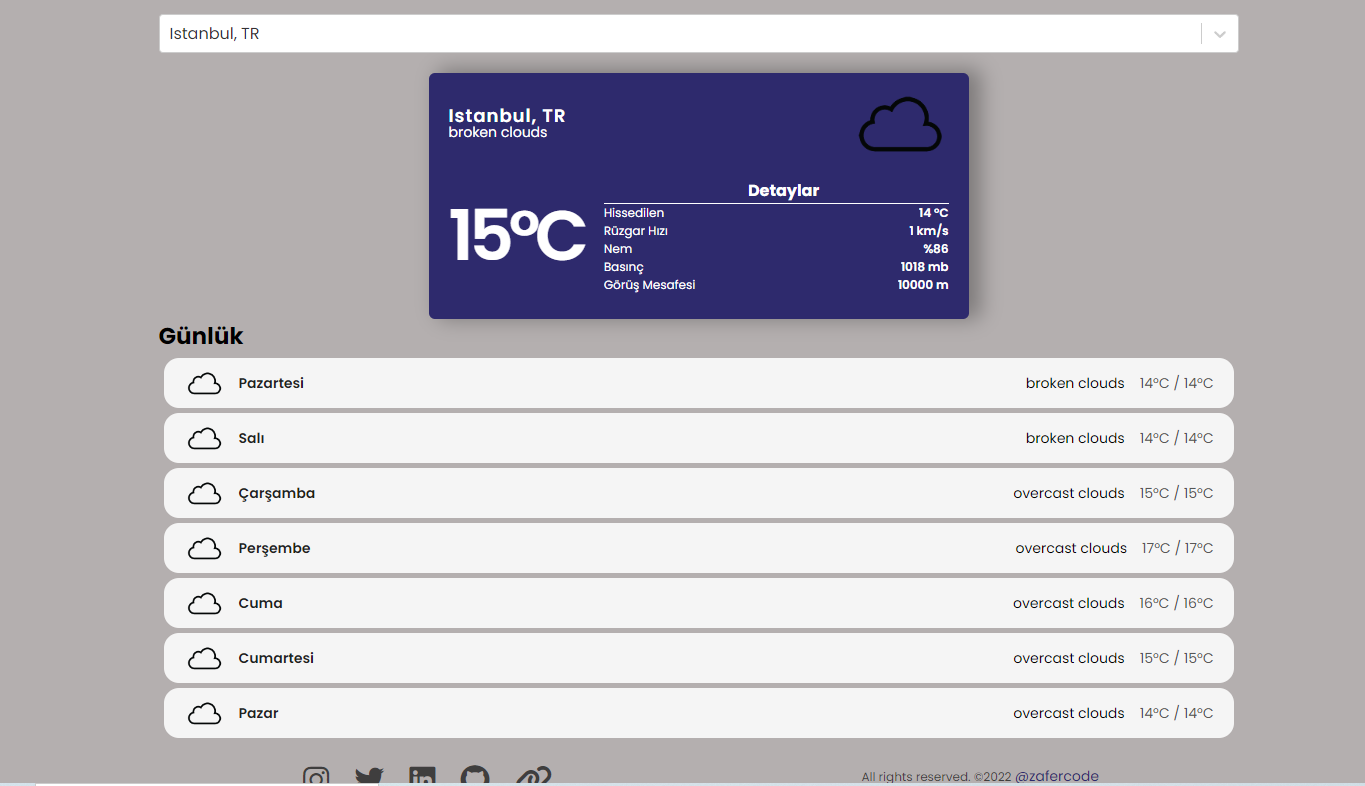 Istanbul, TR
Istanbul, TR
broken clouds
15°C
Detaylar
Hissedilen 14 °C
Rüzgar Hızı 1 km/s
Nem %86
Basınç 1018 mb
Görüş Mesafesi 10000 m
Günlük
Pazartesi broken clouds 14°C / 14°C
Salı broken clouds 14°C / 14°C
Çarşamba overcast clouds 15°C / 15°C
Perşembe overcast clouds 17°C / 17°C
Cuma overcast clouds 16°C / 16°C
Cumartesi overcast clouds 15°C / 15°C
Pazar overcast clouds 14°C / 14°C
All rights reserved. ©2022 @zafercode